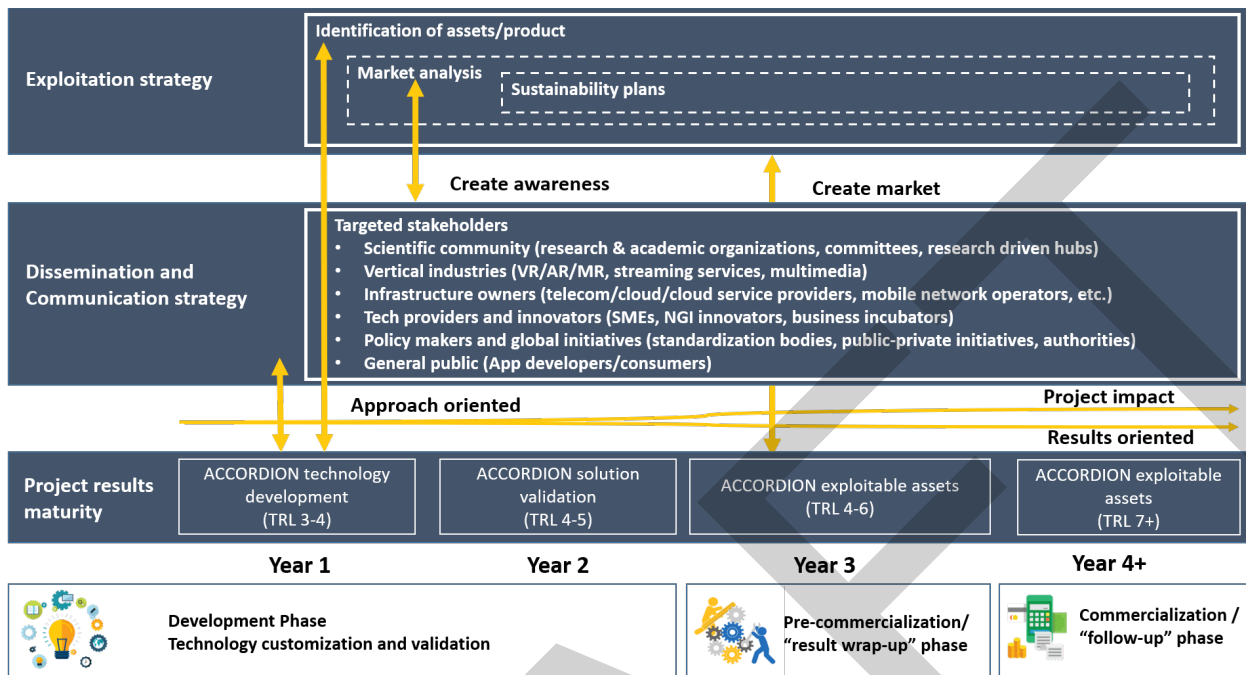 Exploitation strategy
Identification of assets/product
Market analysis
Sustainability plans
Create awareness
Create market
Dissemination and
Communication strategy
Targeted stakeholders
• Scientific community (research & academic organizations, committees, research driven hubs)
• Vertical industries (VR/AR/MR, streaming services, multimedia)
• Infrastructure owners (telecom/cloud/cloud service providers, mobile network operators, etc.)
• Tech providers and innovators (SMEs, NGI innovators, business incubators)
• Policy makers and global initiatives (standardization bodies, public-private initiatives, authorities)
• General public (App developers/consumers)
Approach oriented
Project impact
Results oriented
Project results
maturity
ACCORDION technology
development
(TRL 3-4)
ACCORDION solution
validation
(TRL 4-5)
ACCORDION exploitable assets
(TRL 4-6)
ACCORDION exploitable
assets
(TRL 7+)
Year 1
Year 2
Year 3
Year 4+
Development Phase
Technology customization and validation
Pre-commercialization/
“result wrap-up” phase
Commercialization /
“follow-up” phase